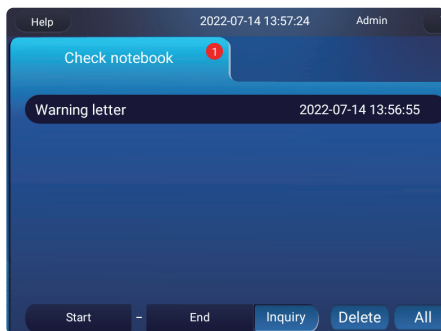 Help 2022-07-14 13:57:24 Admin
Check notebook 1
Warning letter 2022-07-14 13:56:55
Start – End Inquiry Delete All